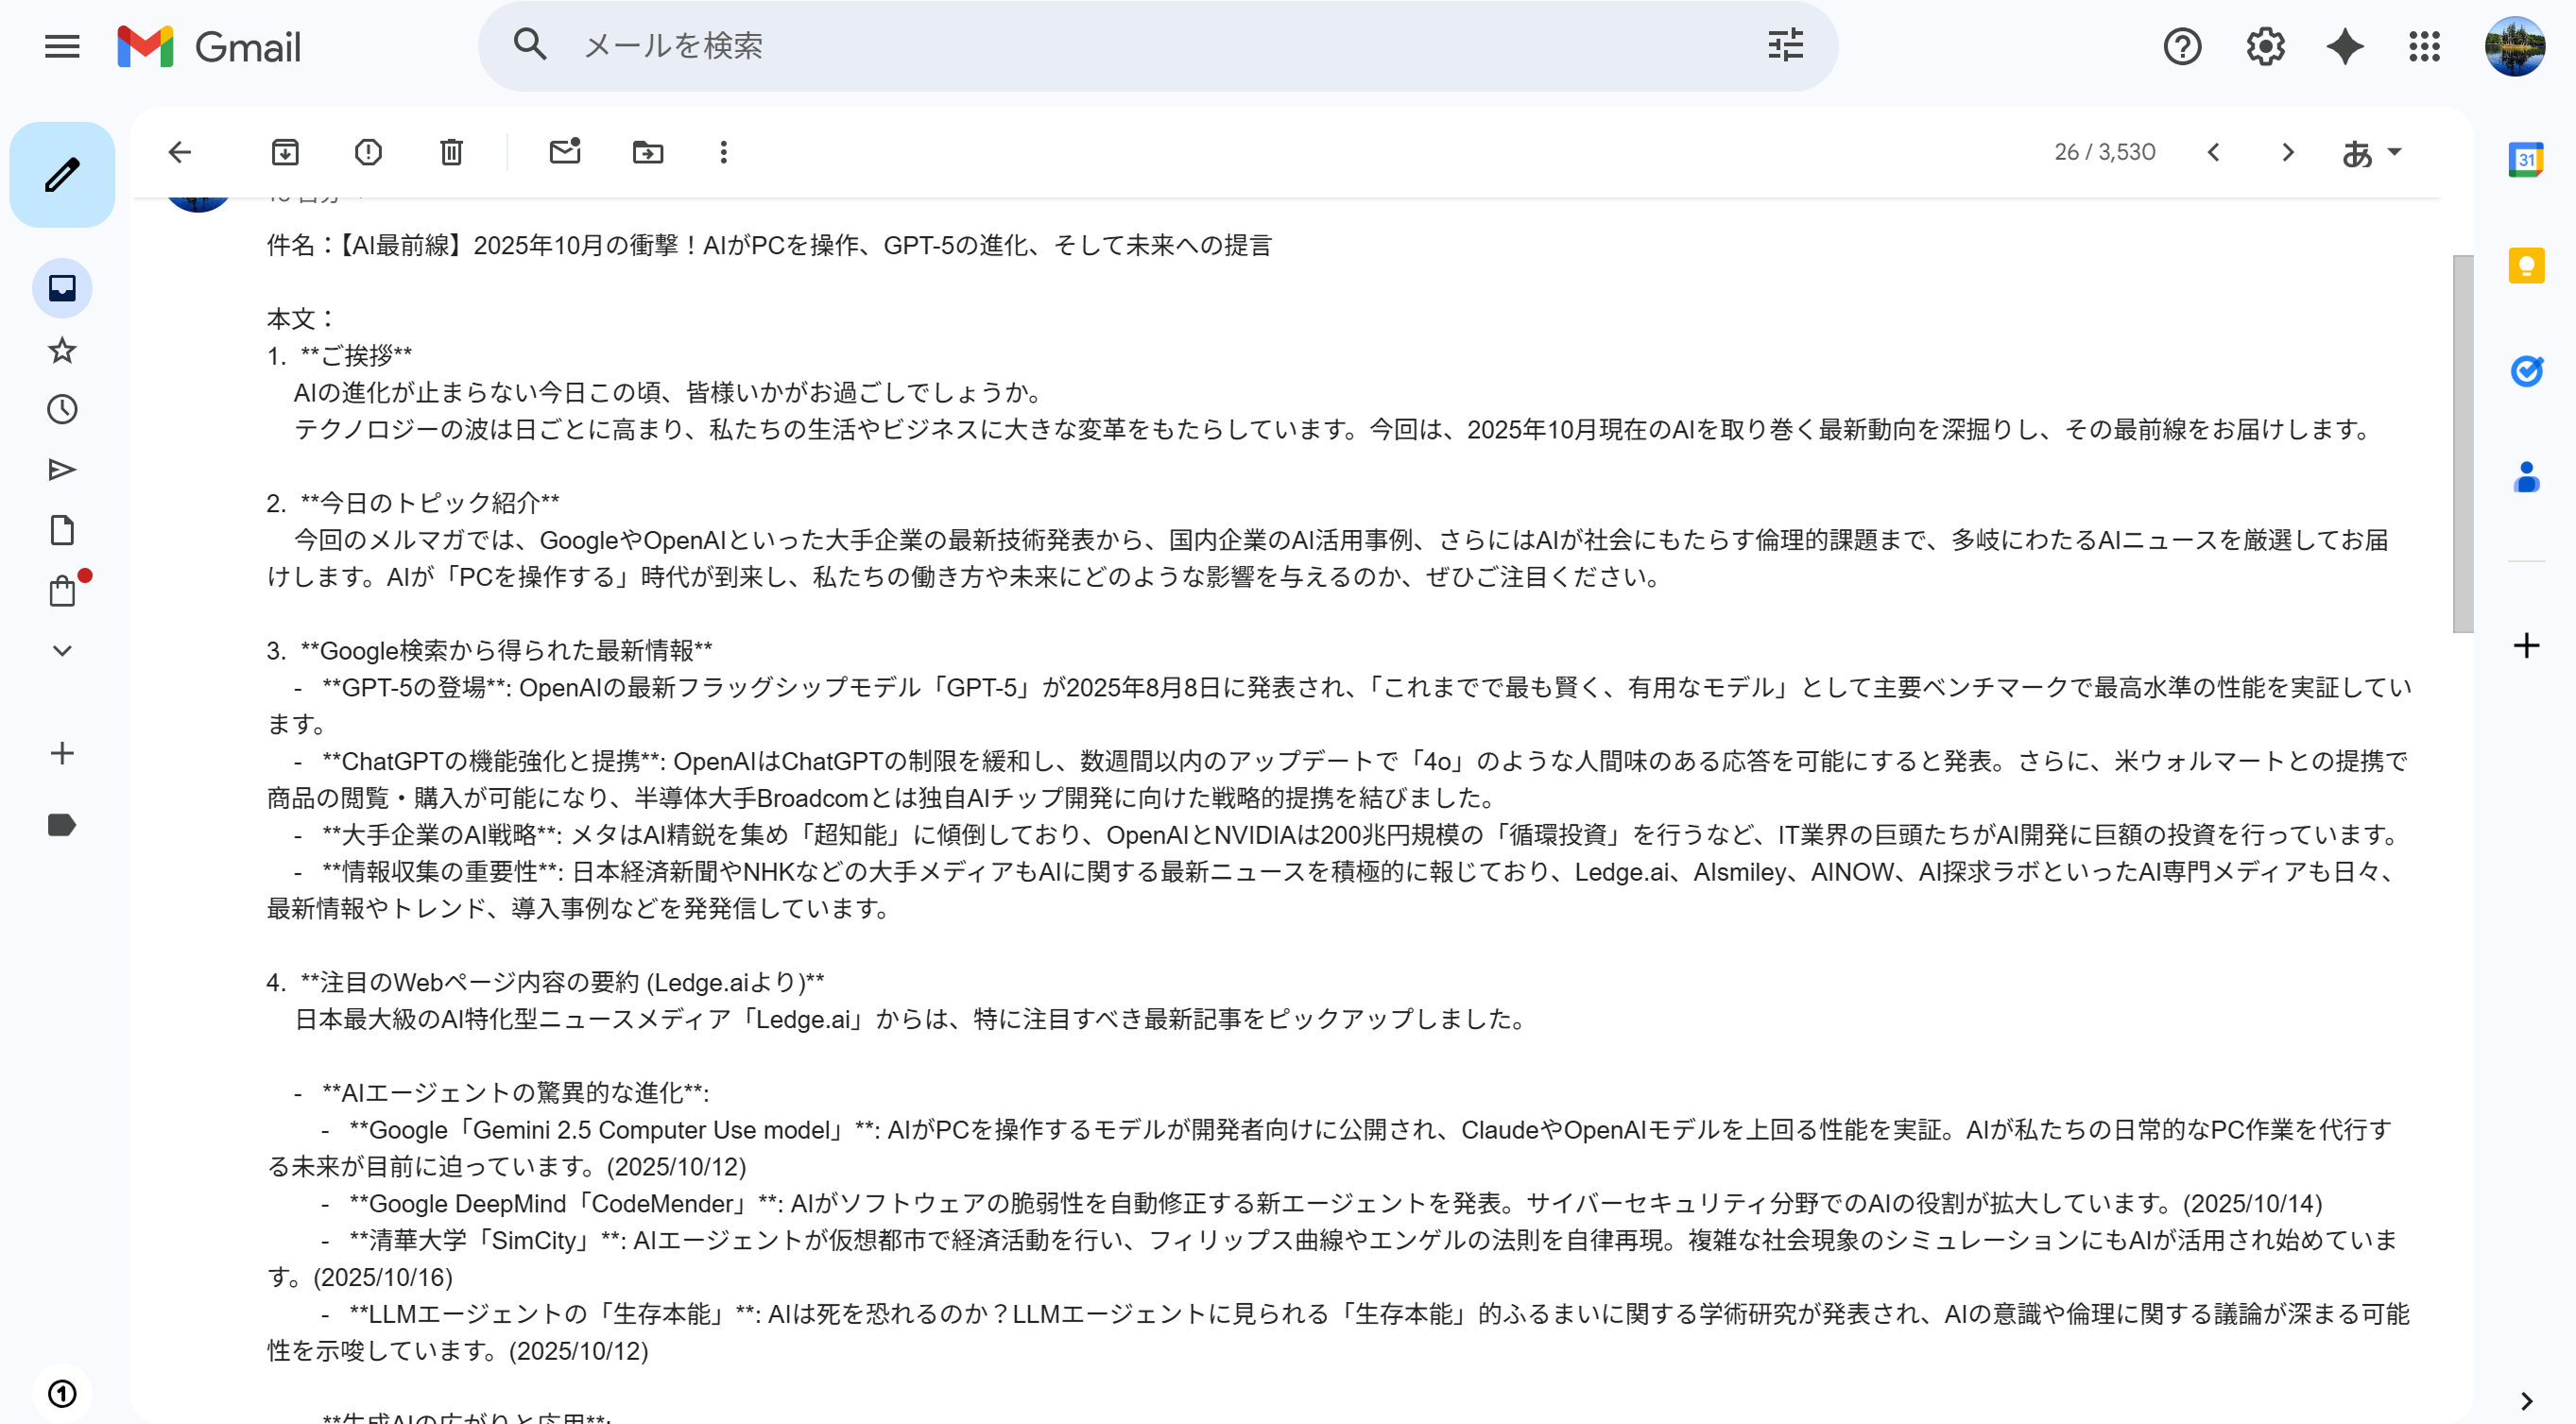 Gmail
メールを検索
26 / 3,530
あ
31
件名：【AI最前線】2025年10月の衝撃！AIがPCを操作、GPT-5の進化、そして未来への提言
本文：
1. **ご挨拶**
AIの進化が止まらない今日この頃、皆様いかがお過ごしでしょうか。
テクノロジーの波は日ごとに高まり、私たちの生活やビジネスに大きな変革をもたらしています。今回は、2025年10月現在のAIを取り巻く最新動向を深掘りし、その最前線をお届けします。
2. **今日のトピック紹介**
今回のメルマガでは、GoogleやOpenAIといった大手企業の最新技術発表から、国内企業のAI活用事例、さらにはAIが社会にもたらす倫理的課題まで、多岐にわたるAIニュースを厳選してお届
けします。AIが「PCを操作する」時代が到来し、私たちの働き方や未来にどのような影響を与えるのか、ぜひご注目ください。
3. **Google検索から得られた最新情報**
- **GPT-5の登場**: OpenAIの最新フラッグシップモデル「GPT-5」が2025年8月8日に発表され、「これまでで最も賢く、有用なモデル」として主要ベンチマークで最高水準の性能を実証してい
ます。
- **ChatGPTの機能強化と提携**: OpenAIはChatGPTの制限を緩和し、数週間以内のアップデートで「4o」のような人間味のある応答を可能にすると発表。さらに、米ウォルマートとの提携で
商品の閲覧・購入が可能になり、半導体大手Broadcomとは独自AIチップ開発に向けた戦略的提携を結びました。
- **大手企業のAI戦略**: メタはAI精鋭を集め「超知能」に傾倒しており、OpenAIとNVIDIAは200兆円規模の「循環投資」を行うなど、IT業界の巨頭たちがAI開発に巨額の投資を行っています。
- **情報収集の重要性**: 日本経済新聞やNHKなどの大手メディアもAIに関する最新ニュースを積極的に報じており、Ledge.ai、AIsmiley、AINOW、AI探求ラボといったAI専門メディアも日々、
最新情報やトレンド、導入事例などを発発信しています。
4. **注目のWebページ内容の要約 (Ledge.aiより)**
日本最大級のAI特化型ニュースメディア「Ledge.ai」からは、特に注目すべき最新記事をピックアップしました。
- **AIエージェントの驚異的な進化**:
- **Google「Gemini 2.5 Computer Use model」**: AIがPCを操作するモデルが開発者向けに公開され、ClaudeやOpenAIモデルを上回る性能を実証。AIが私たちの日常的なPC作業を代行す
る未来が目前に迫っています。(2025/10/12)
- **Google DeepMind「CodeMender」**: AIがソフトウェアの脆弱性を自動修正する新エージェントを発表。サイバーセキュリティ分野でのAIの役割が拡大しています。(2025/10/14)
- **清華大学「SimCity」**: AIエージェントが仮想都市で経済活動を行い、フィリップス曲線やエンゲルの法則を自律再現。複雑な社会現象のシミュレーションにもAIが活用され始めていま
す。(2025/10/16)
- **LLMエージェントの「生存本能」**: AIは死を恐れるのか？LLMエージェントに見られる「生存本能」的ふるまいに関する学術研究が発表され、AIの意識や倫理に関する議論が深まる可能
性を示唆しています。(2025/10/12)
**生成AIの広がりと応用**: